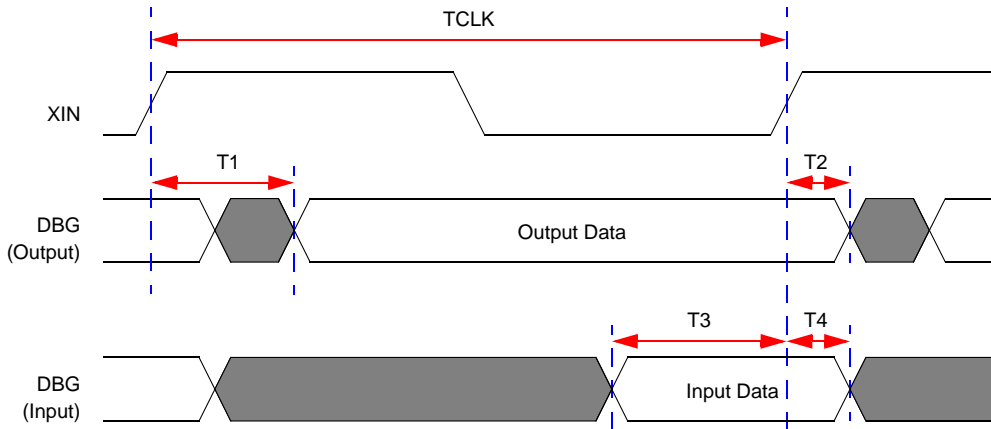 TCLK
XIN
T1
T2
DBG
(Output)
Output Data
T3
T4
DBG
(Input)
Input Data